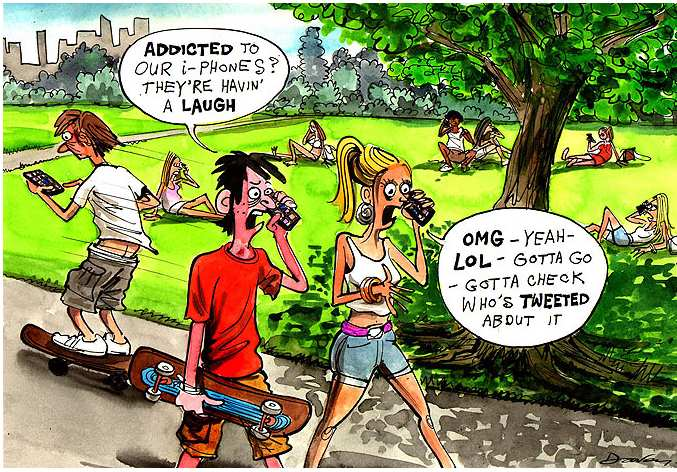 ADDICTED TO
OUR i-PHONES?
THEY'RE HAVIN'
A LAUGH
OMG - YEAH-
LOL - GOTTA GO
- GOTTA CHECK
WHO'S TWEETED
ABOUT IT